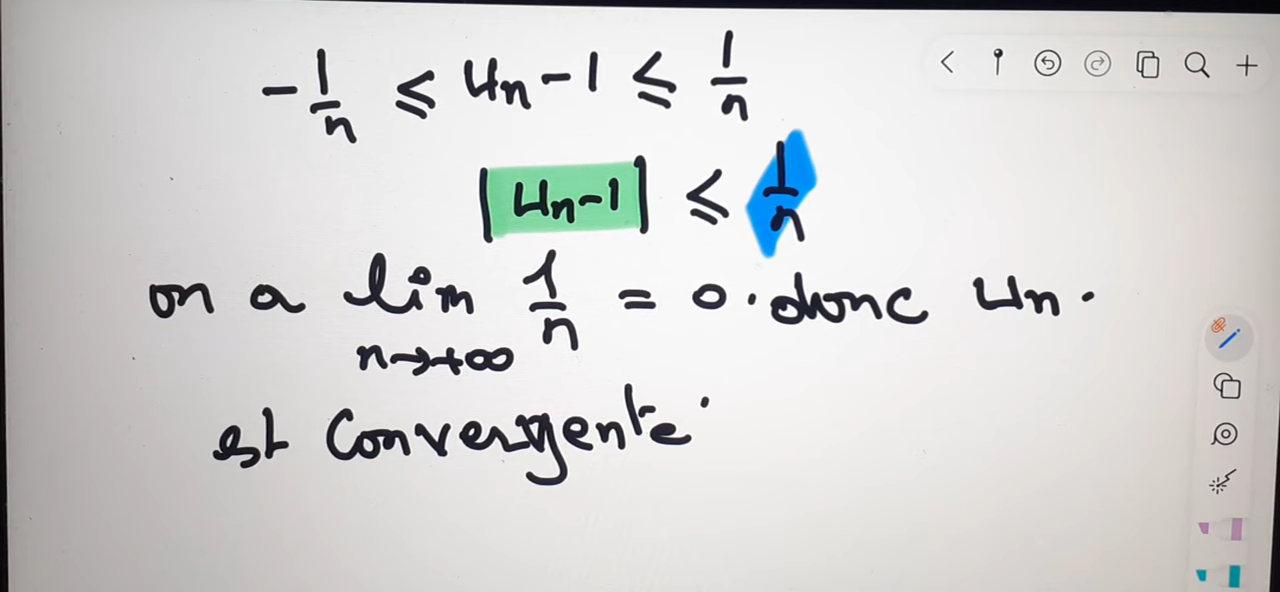 -1/n ≤ Un-1 ≤ 1/n
|Un-1| ≤ 1/n
on a lim 1/n = 0. donc Un.
n→+∞
est Convergente.